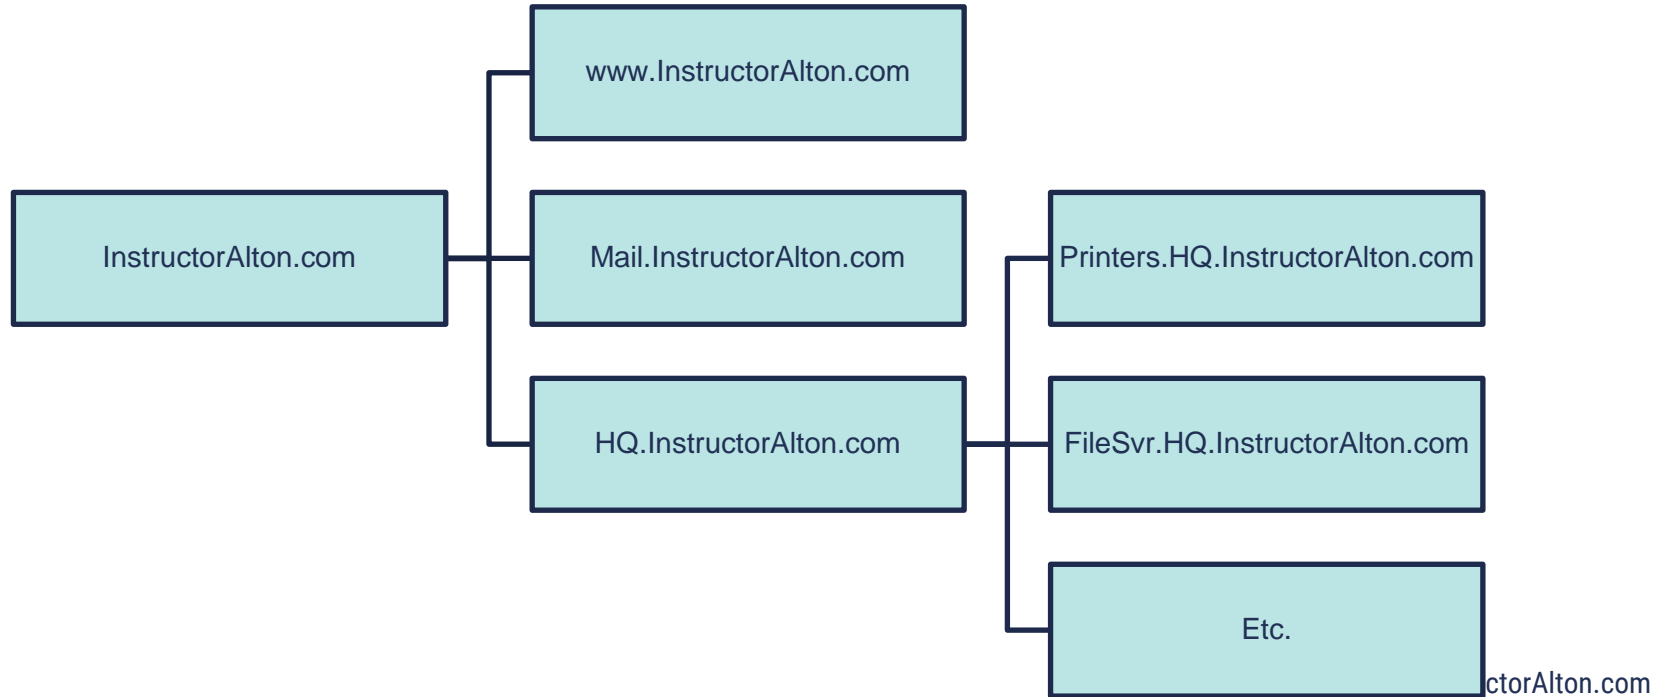 www.InstructorAlton.com
InstructorAlton.com
Mail.InstructorAlton.com
Printers.HQ.InstructorAlton.com
HQ.InstructorAlton.com
FileSvr.HQ.InstructorAlton.com
Etc.
ctorAlton.com